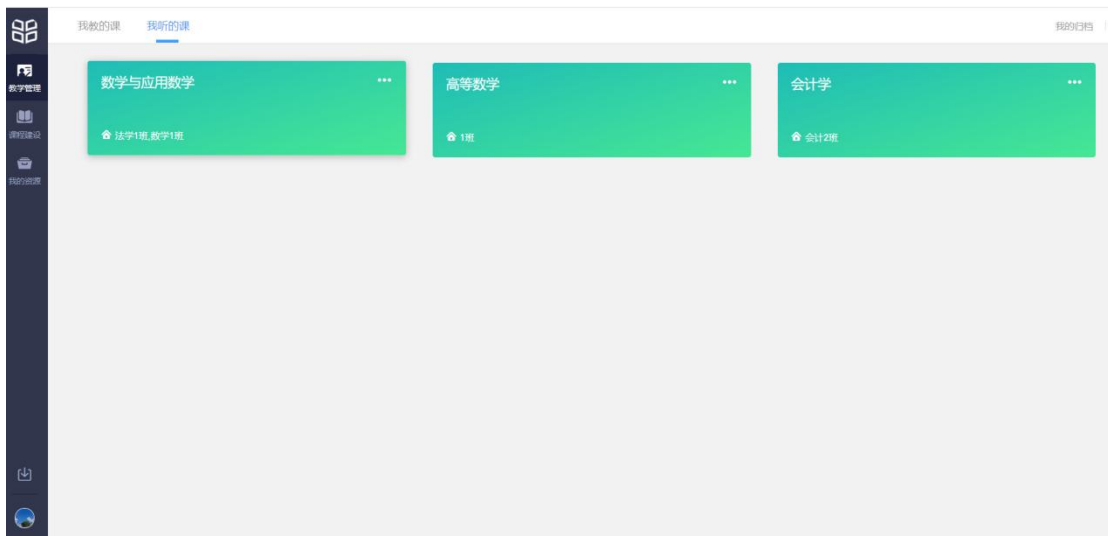 我教的课 我听的课 我的归档
教学管理
课程建设
我的资源
数学与应用数学
法学1班_数学1班
高等数学
1班
会计学
会计2班